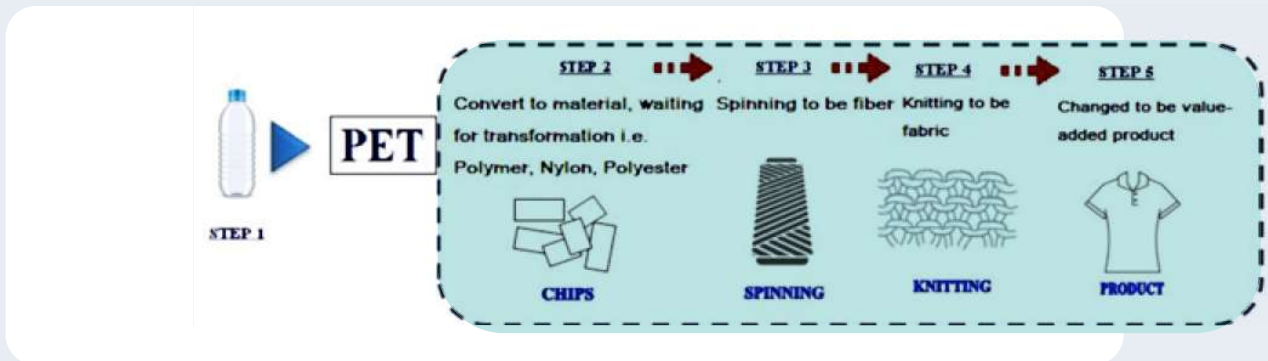 STEP 1
PET
STEP 2
Convert to material, waiting
for transformation i.e.
Polymer, Nylon, Polyester
CHIPS
STEP 3
Spinning to be fiber
SPINNING
STEP 4
Knitting to be
fabric
KNITTING
STEP 5
Changed to be value-
added product
PRODUCT